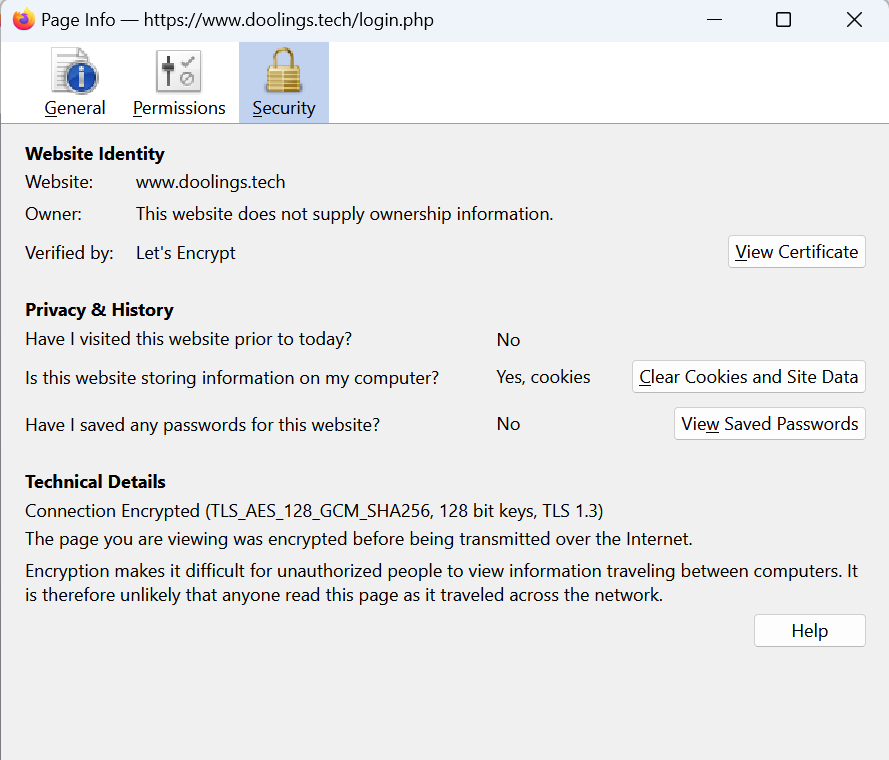 Page Info — https://www.doolings.tech/login.php
General Permissions Security
Website Identity
Website: www.doolings.tech
Owner: This website does not supply ownership information.
Verified by: Let's Encrypt View Certificate
Privacy & History
Have I visited this website prior to today? No
Is this website storing information on my computer? Yes, cookies Clear Cookies and Site Data
Have I saved any passwords for this website? No View Saved Passwords
Technical Details
Connection Encrypted (TLS_AES_128_GCM_SHA256, 128 bit keys, TLS 1.3)
The page you are viewing was encrypted before being transmitted over the Internet.
Encryption makes it difficult for unauthorized people to view information traveling between computers. It
is therefore unlikely that anyone read this page as it traveled across the network.
Help